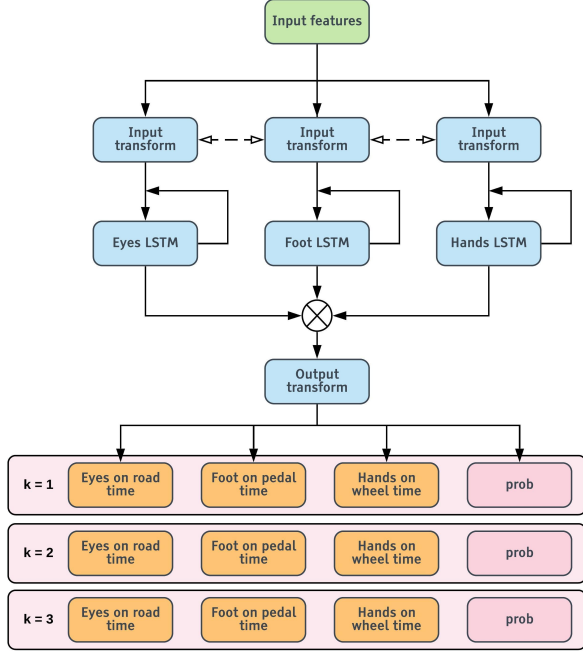 Input features
Input
transform
Input
transform
Input
transform
Eyes LSTM
Foot LSTM
Hands LSTM
Output
transform
k = 1
Eyes on road
time
Foot on pedal
time
Hands on
wheel time
prob
k = 2
Eyes on road
time
Foot on pedal
time
Hands on
wheel time
prob
k = 3
Eyes on road
time
Foot on pedal
time
Hands on
wheel time
prob